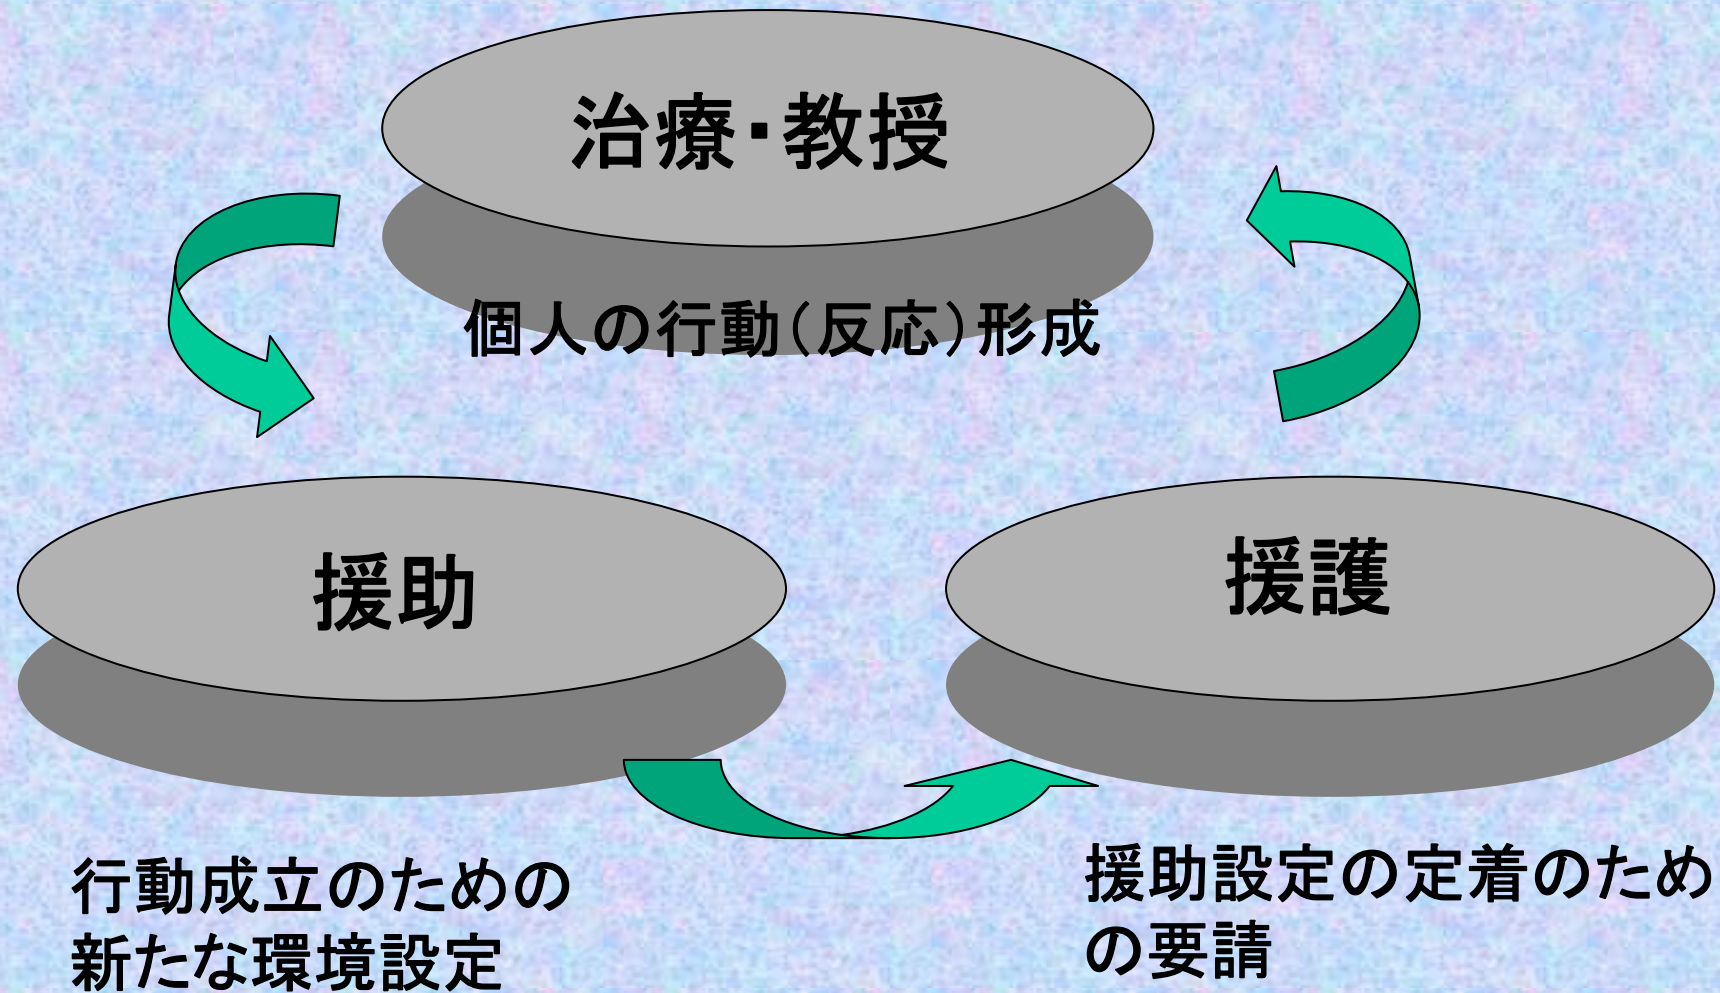 治療・教授
個人の行動（反応）形成
援助
援護
行動成立のための
新たな環境設定
援助設定の定着のため
の要請